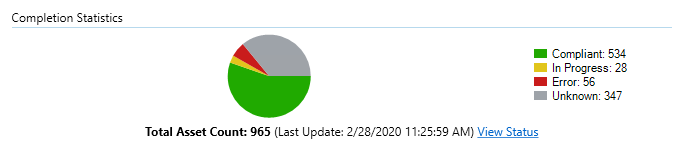 Completion Statistics
Compliant: 534
In Progress: 28
Error: 56
Unknown: 347
Total Asset Count: 965 (Last Update: 2/28/2020 11:25:59 AM) View Status